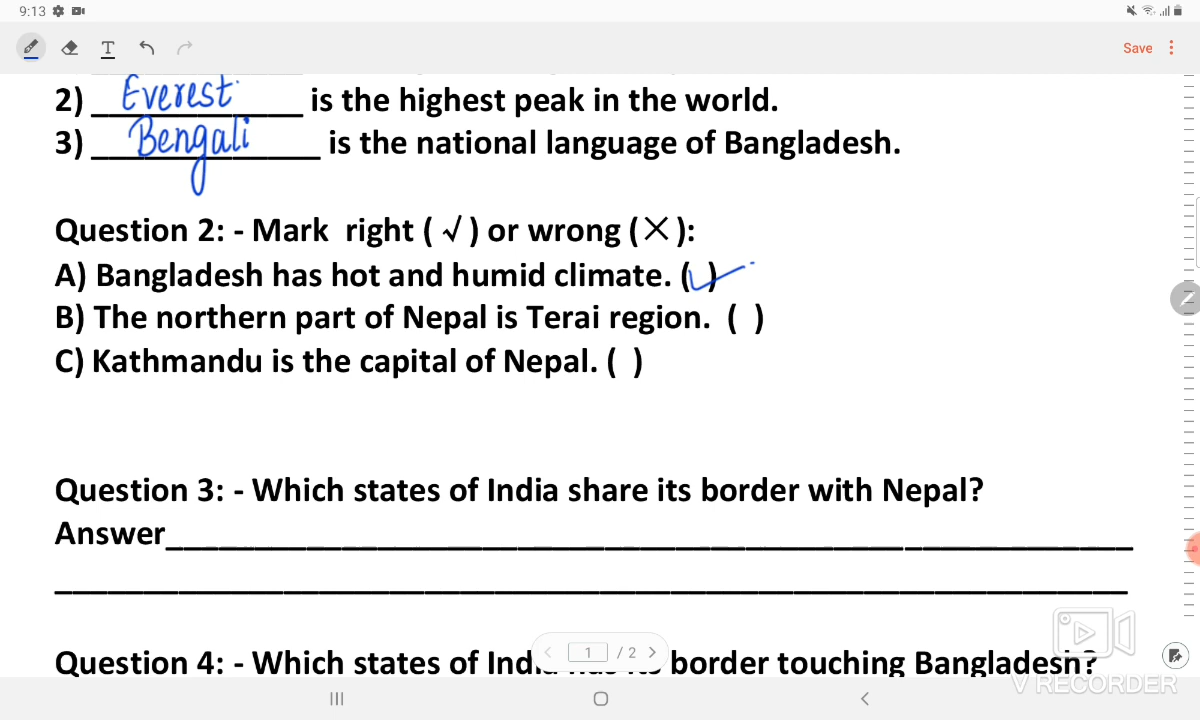 9:13
Save
2) Everest is the highest peak in the world.
3) Bengali is the national language of Bangladesh.
Question 2: - Mark right ( √ ) or wrong ( X ):
A) Bangladesh has hot and humid climate. (✓)
B) The northern part of Nepal is Terai region. ( )
C) Kathmandu is the capital of Nepal. ( )
Question 3: - Which states of India share its border with Nepal?
Answer
1 / 2
Question 4: - Which states of India has its border touching Bangladesh?
V RECORDER